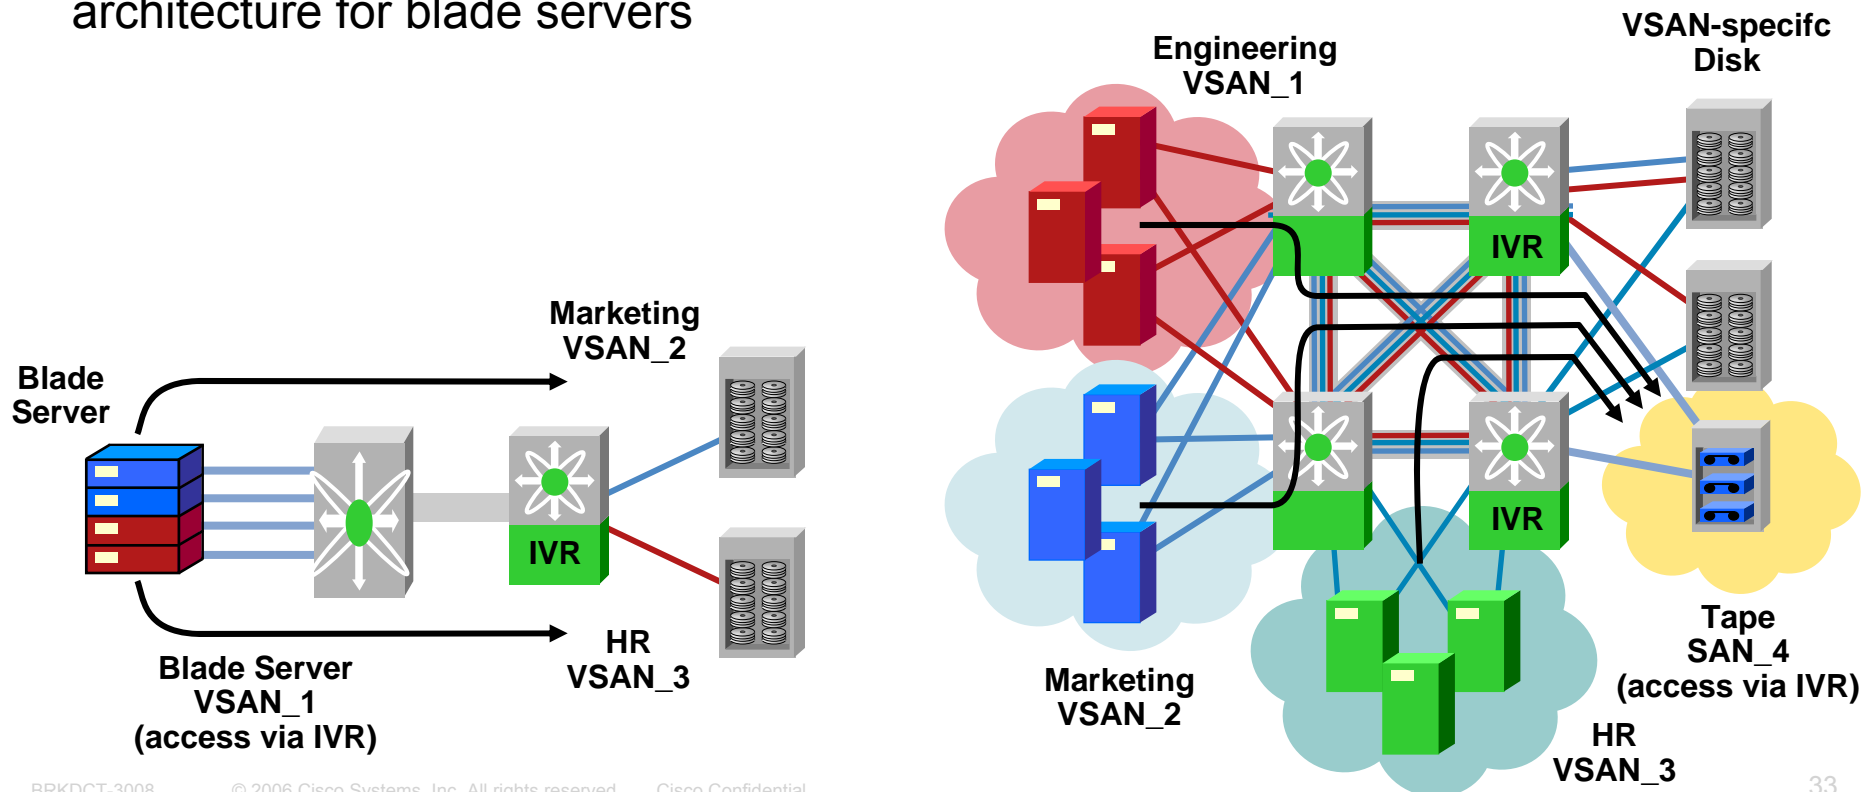 architecture for blade servers
Blade
Server
Marketing
VSAN_2
IVR
HR
VSAN_3
Blade Server
VSAN_1
(access via IVR)
Engineering
VSAN_1
VSAN-specifc
Disk
IVR
IVR
Marketing
VSAN_2
Tape
SAN_4
(access via IVR)
HR
VSAN_3
BRKDCT-3008 © 2006 Cisco Systems, Inc. All rights reserved. Cisco Confidential 33